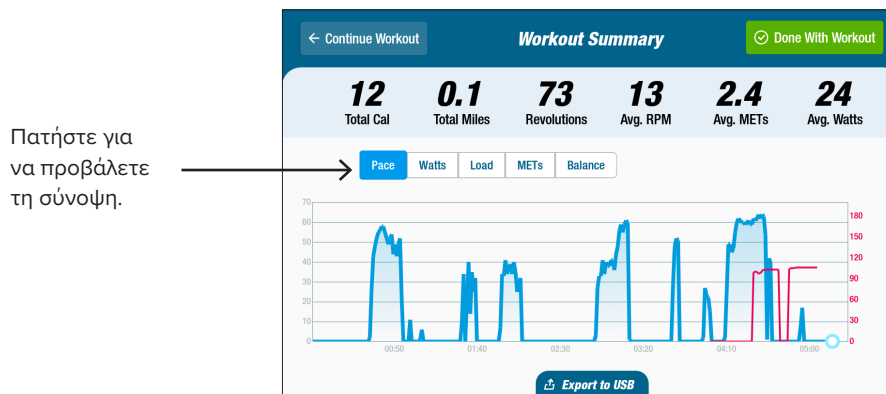 ← Continue Workout
Workout Summary
Done With Workout
12
0.1
73
13
2.4
24
Total Cal
Total Miles
Revolutions
Avg. RPM
Avg. METs
Avg. Watts
Πατήστε για
να προβάλετε
τη σύνοψη.
Pace Watts Load METs Balance
70
60
50
40
30
20
10
0
180
150
120
90
60
30
0
00:50 01:40 02:30 03:20 04:10 05:00
Export to USB